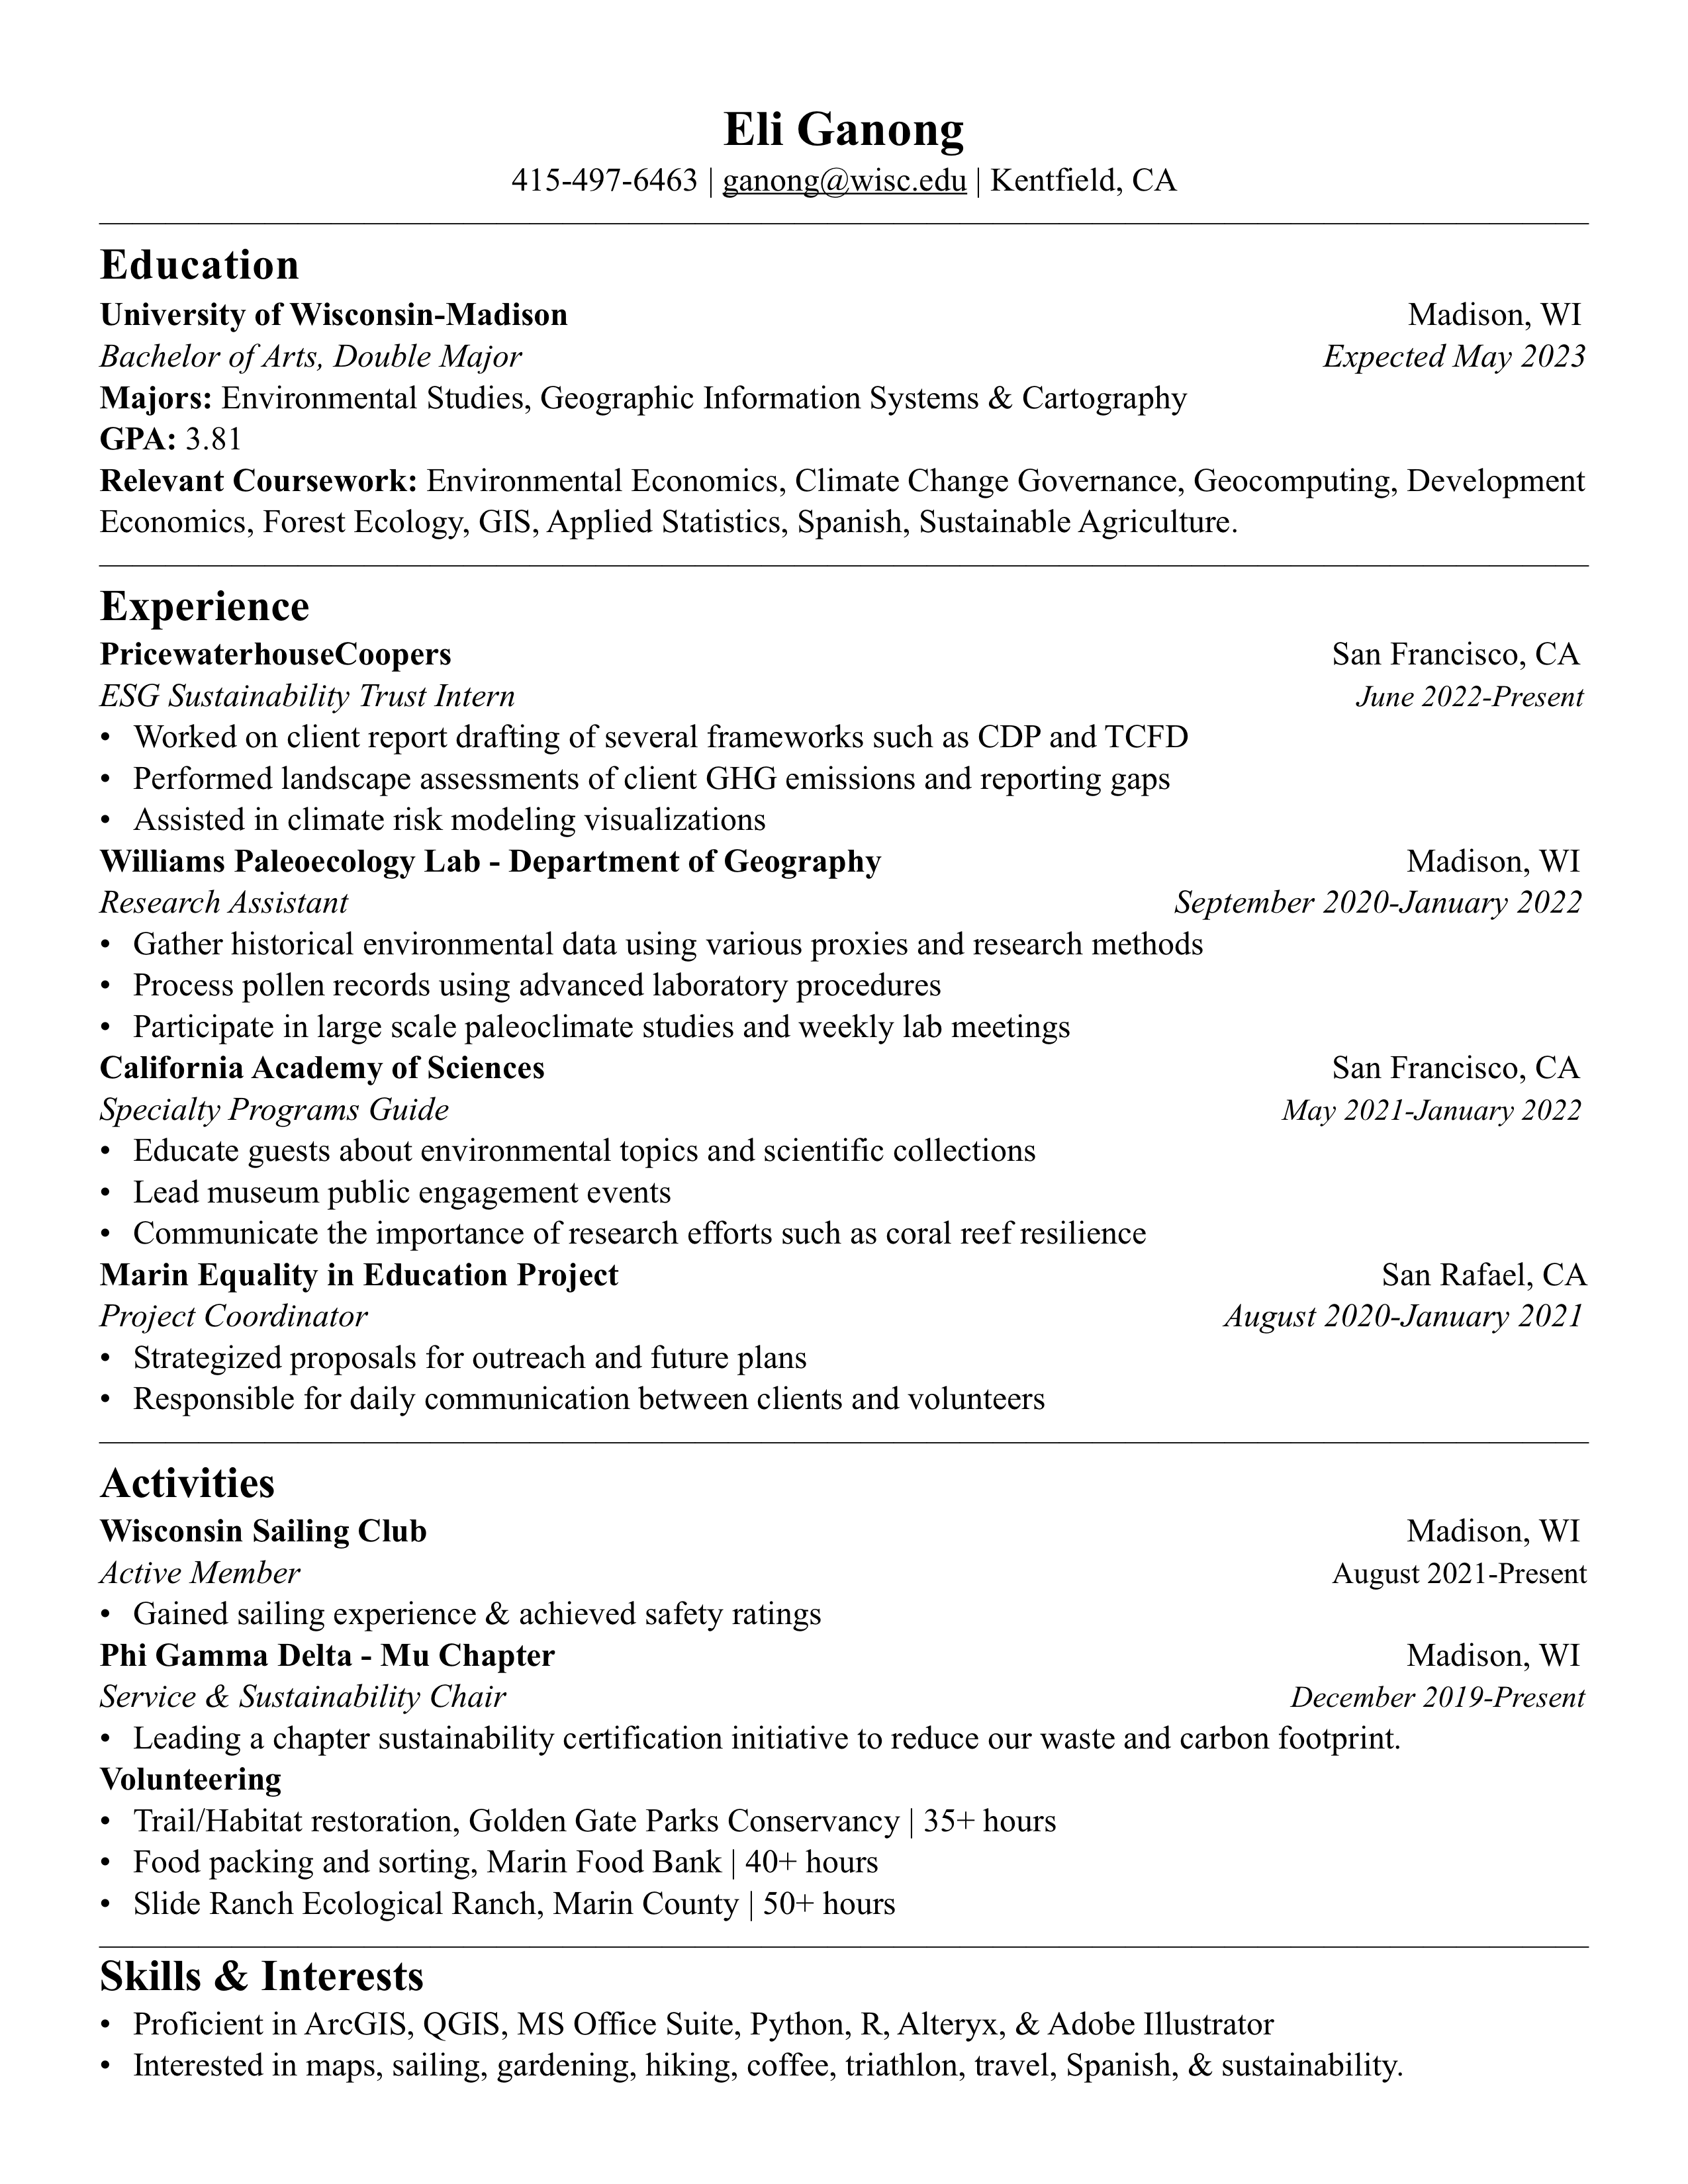 Eli Ganong
415-497-6463 | ganong@wisc.edu | Kentfield, CA
Education
University of Wisconsin-Madison Madison, WI
Bachelor of Arts, Double Major Expected May 2023
Majors: Environmental Studies, Geographic Information Systems & Cartography
GPA: 3.81
Relevant Coursework: Environmental Economics, Climate Change Governance, Geocomputing, Development
Economics, Forest Ecology, GIS, Applied Statistics, Spanish, Sustainable Agriculture.
Experience
PricewaterhouseCoopers San Francisco, CA
ESG Sustainability Trust Intern June 2022-Present
• Worked on client report drafting of several frameworks such as CDP and TCFD
• Performed landscape assessments of client GHG emissions and reporting gaps
• Assisted in climate risk modeling visualizations
Williams Paleoecology Lab - Department of Geography Madison, WI
Research Assistant September 2020-January 2022
• Gather historical environmental data using various proxies and research methods
• Process pollen records using advanced laboratory procedures
• Participate in large scale paleoclimate studies and weekly lab meetings
California Academy of Sciences San Francisco, CA
Specialty Programs Guide May 2021-January 2022
• Educate guests about environmental topics and scientific collections
• Lead museum public engagement events
• Communicate the importance of research efforts such as coral reef resilience
Marin Equality in Education Project San Rafael, CA
Project Coordinator August 2020-January 2021
• Strategized proposals for outreach and future plans
• Responsible for daily communication between clients and volunteers
Activities
Wisconsin Sailing Club Madison, WI
Active Member August 2021-Present
• Gained sailing experience & achieved safety ratings
Phi Gamma Delta - Mu Chapter Madison, WI
Service & Sustainability Chair December 2019-Present
• Leading a chapter sustainability certification initiative to reduce our waste and carbon footprint.
Volunteering
• Trail/Habitat restoration, Golden Gate Parks Conservancy | 35+ hours
• Food packing and sorting, Marin Food Bank | 40+ hours
• Slide Ranch Ecological Ranch, Marin County | 50+ hours
Skills & Interests
• Proficient in ArcGIS, QGIS, MS Office Suite, Python, R, Alteryx, & Adobe Illustrator
• Interested in maps, sailing, gardening, hiking, coffee, triathlon, travel, Spanish, & sustainability.